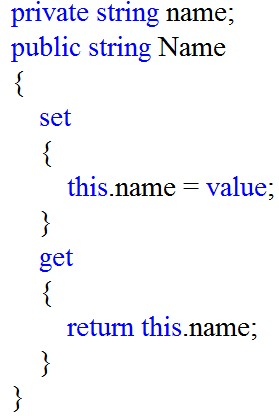 private string name;
public string Name
{
set
{
this.name = value;
}
get
{
return this.name;
}
}